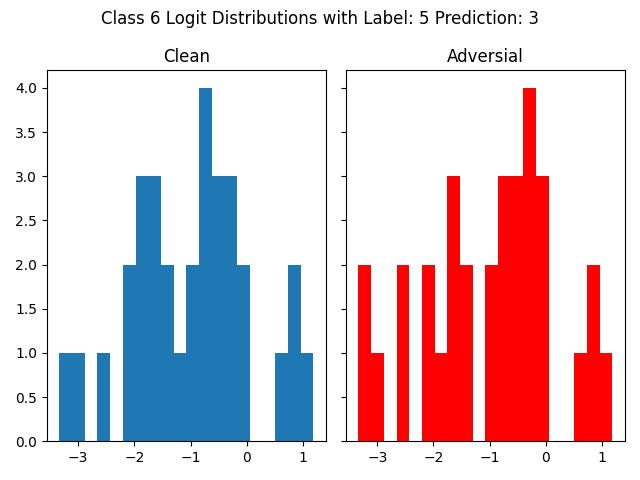 Class 6 Logit Distributions with Label: 5 Prediction: 3
Clean
Adversial
4.0
3.5
3.0
2.5
2.0
1.5
1.0
0.5
0.0
−3 −2 −1 0 1
−3 −2 −1 0 1